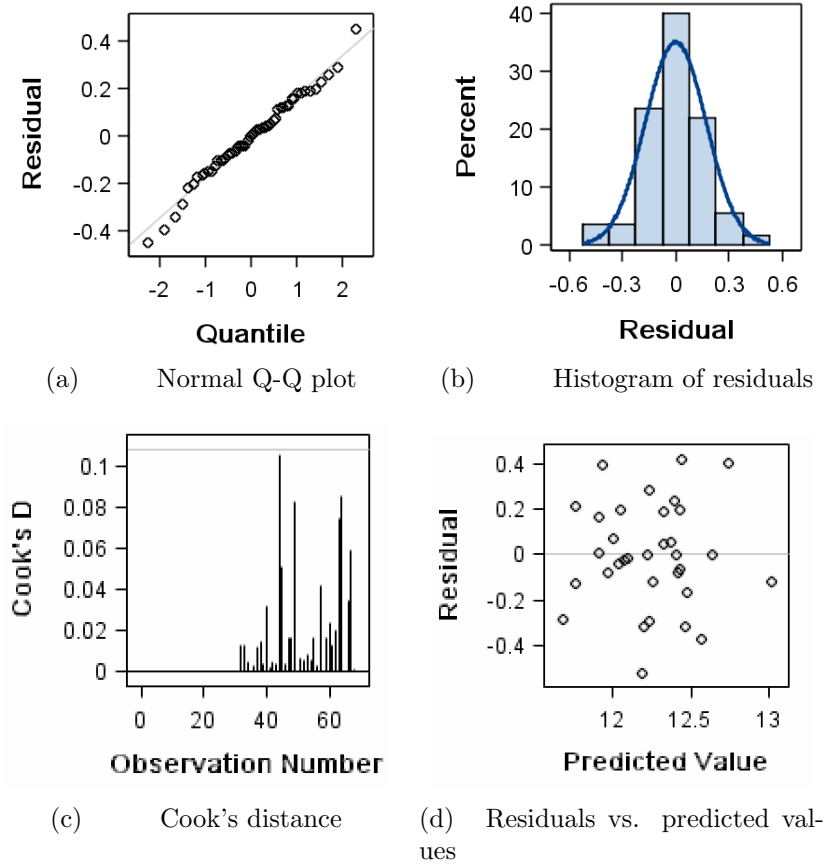 0.4
0.2
0
-0.2
-0.4
Residual
-2 -1 0 1 2
Quantile
(a) Normal Q-Q plot
40
30
20
10
0
Percent
-0.6 -0.3 0 0.3 0.6
Residual
(b) Histogram of residuals
0.1
0.08
0.06
0.04
0.02
0
Cook's D
0 20 40 60
Observation Number
(c) Cook's distance
0.4
0.2
0
-0.2
-0.4
Residual
12 12.5 13
Predicted Value
(d) Residuals vs. predicted val-
ues